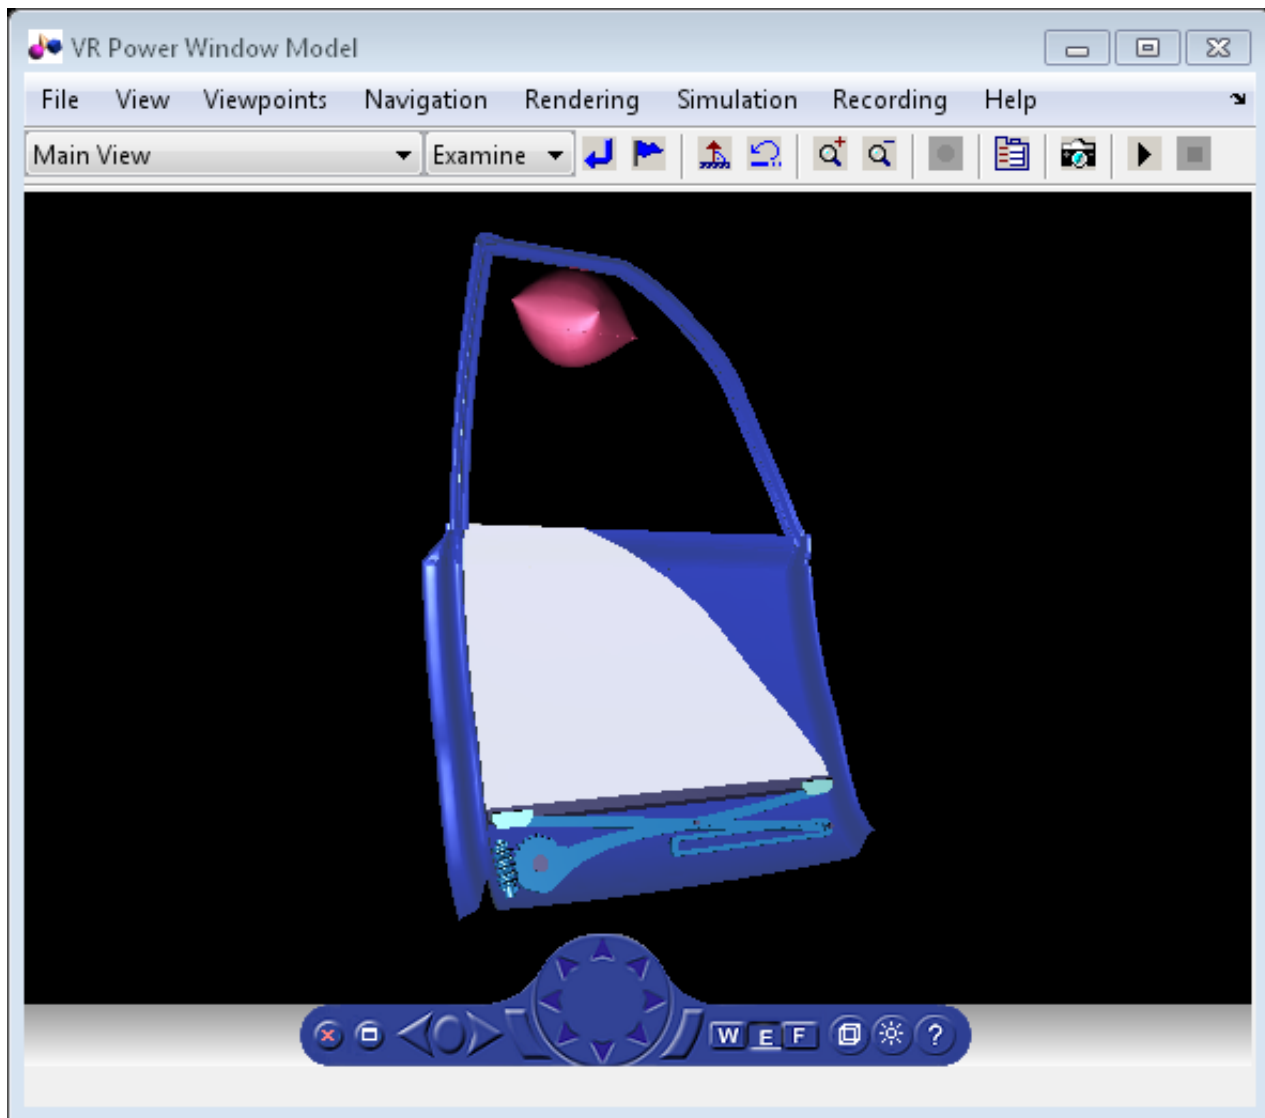 VR Power Window Model
File View Viewpoints Navigation Rendering Simulation Recording Help
Main View Examine
W E F ?